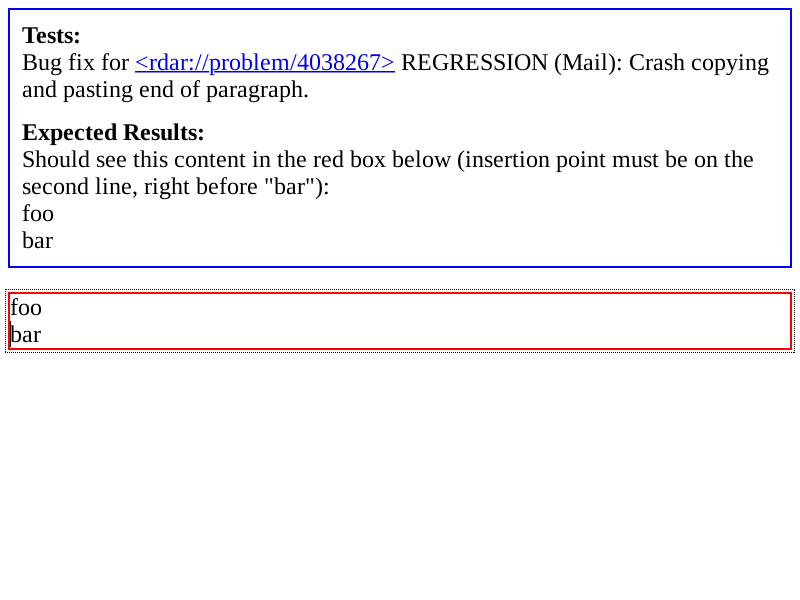 Tests:
Bug fix for <rdar://problem/4038267> REGRESSION (Mail): Crash copying
and pasting end of paragraph.
Expected Results:
Should see this content in the red box below (insertion point must be on the
second line, right before "bar"):
foo
bar
foo
bar